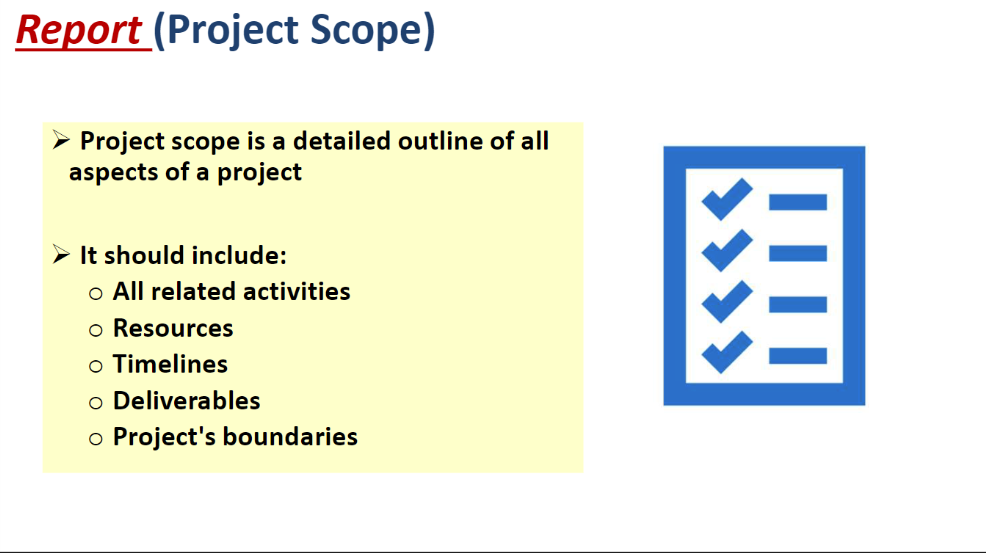 Report (Project Scope)
➢ Project scope is a detailed outline of all
aspects of a project
➢ It should include:
o All related activities
o Resources
o Timelines
o Deliverables
o Project's boundaries